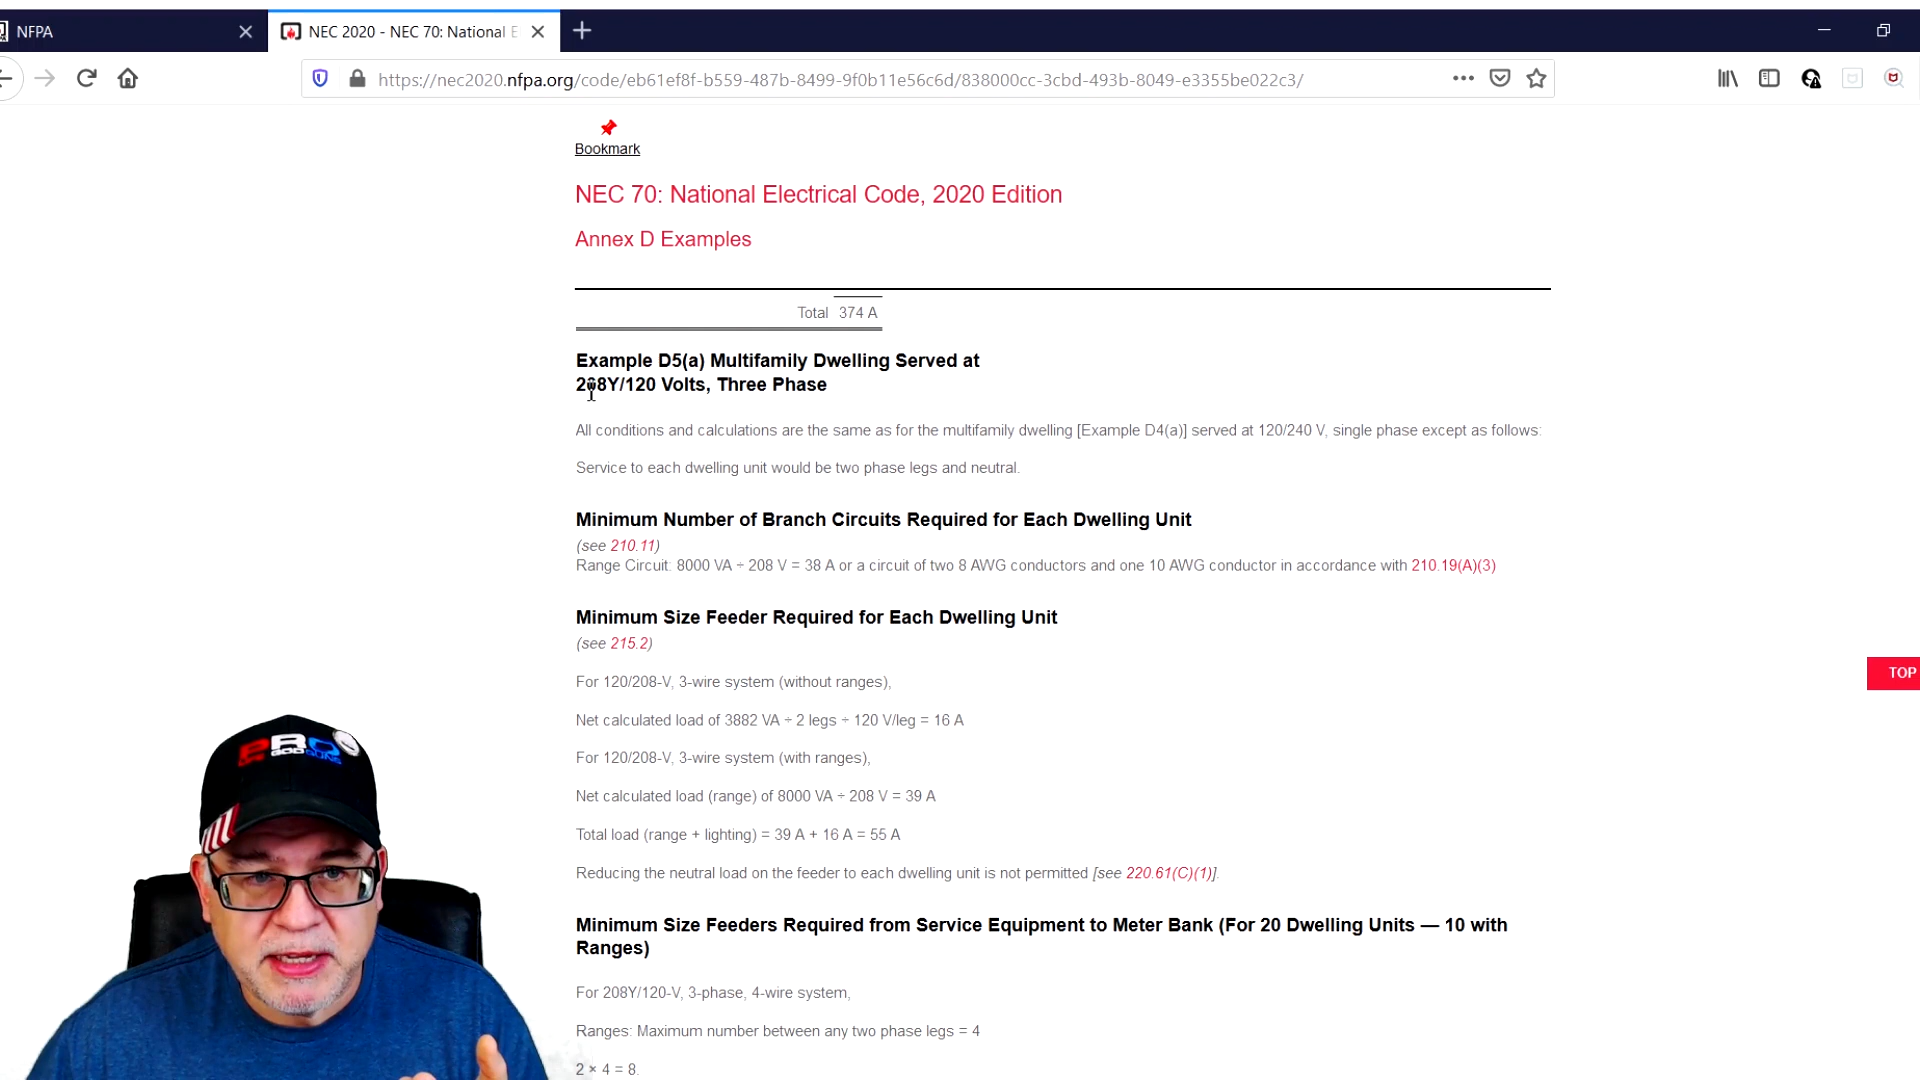 NFPA
NEC 2020 - NEC 70: National E
https://nec2020.nfpa.org/code/eb61ef8f-b559-487b-8499-9f0b11e56c6d/838000cc-3cbd-493b-8049-e3355be022c3/
Bookmark
NEC 70: National Electrical Code, 2020 Edition
Annex D Examples
Total 374 A
Example D5(a) Multifamily Dwelling Served at
208Y/120 Volts, Three Phase
All conditions and calculations are the same as for the multifamily dwelling [Example D4(a)] served at 120/240 V, single phase except as follows:
Service to each dwelling unit would be two phase legs and neutral.
Minimum Number of Branch Circuits Required for Each Dwelling Unit
(see 210.11)
Range Circuit: 8000 VA ÷ 208 V = 38 A or a circuit of two 8 AWG conductors and one 10 AWG conductor in accordance with 210.19(A)(3)
Minimum Size Feeder Required for Each Dwelling Unit
(see 215.2)
For 120/208-V, 3-wire system (without ranges),
Net calculated load of 3882 VA ÷ 2 legs ÷ 120 V/leg = 16 A
For 120/208-V, 3-wire system (with ranges),
Net calculated load (range) of 8000 VA ÷ 208 V = 39 A
Total load (range + lighting) = 39 A + 16 A = 55 A
Reducing the neutral load on the feeder to each dwelling unit is not permitted [see 220.61(C)(1)].
TOP
PRO
GOD
GUNS
Minimum Size Feeders Required from Service Equipment to Meter Bank (For 20 Dwelling Units — 10 with
Ranges)
For 208Y/120-V, 3-phase, 4-wire system,
Ranges: Maximum number between any two phase legs = 4
2 × 4 = 8.